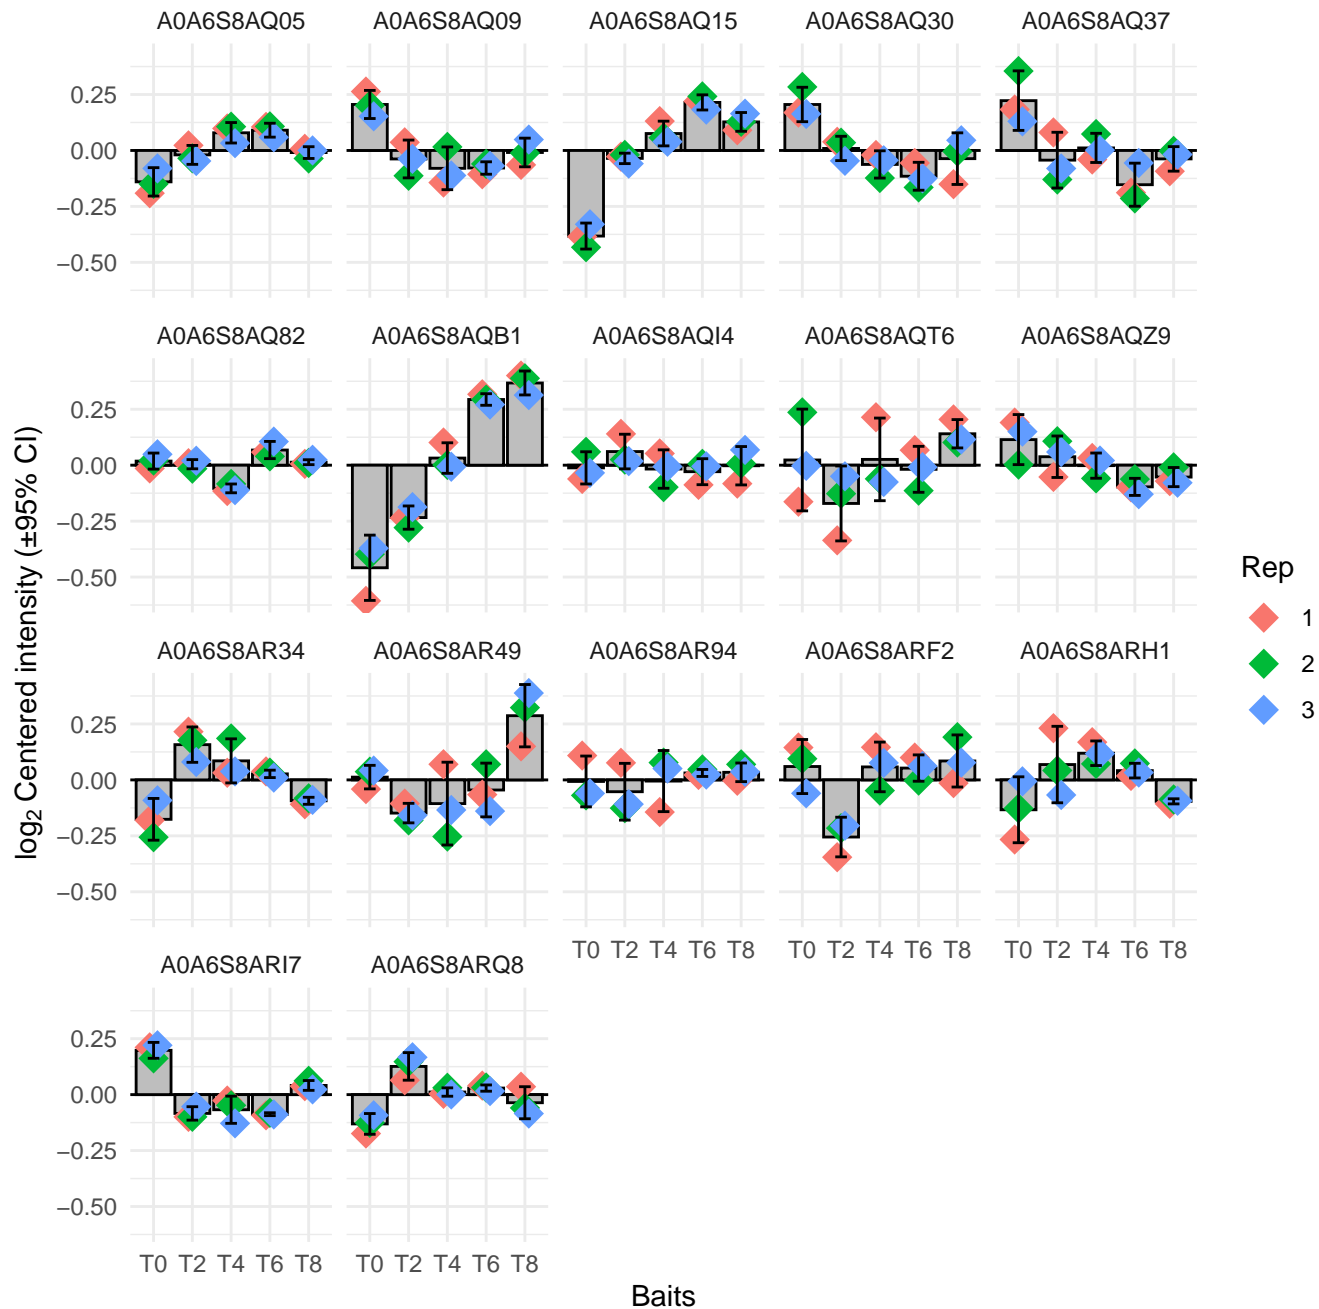 A0A6S8AQ05 A0A6S8AQ09 A0A6S8AQ15 A0A6S8AQ30 A0A6S8AQ37
0.25
0.00
−0.25
−0.50
A0A6S8AQ82 A0A6S8AQB1 A0A6S8AQI4 A0A6S8AQT6 A0A6S8AQZ9
0.25
0.00
−0.25
−0.50
A0A6S8AR34 A0A6S8AR49 A0A6S8AR94 A0A6S8ARF2 A0A6S8ARH1
0.25
0.00
−0.25
−0.50
T0 T2 T4 T6 T8 T0 T2 T4 T6 T8 T0 T2 T4 T6 T8
A0A6S8ARI7 A0A6S8ARQ8
0.25
0.00
−0.25
−0.50
T0 T2 T4 T6 T8 T0 T2 T4 T6 T8
Baits
log₂ Centered intensity (±95% CI)
Rep
1
2
3